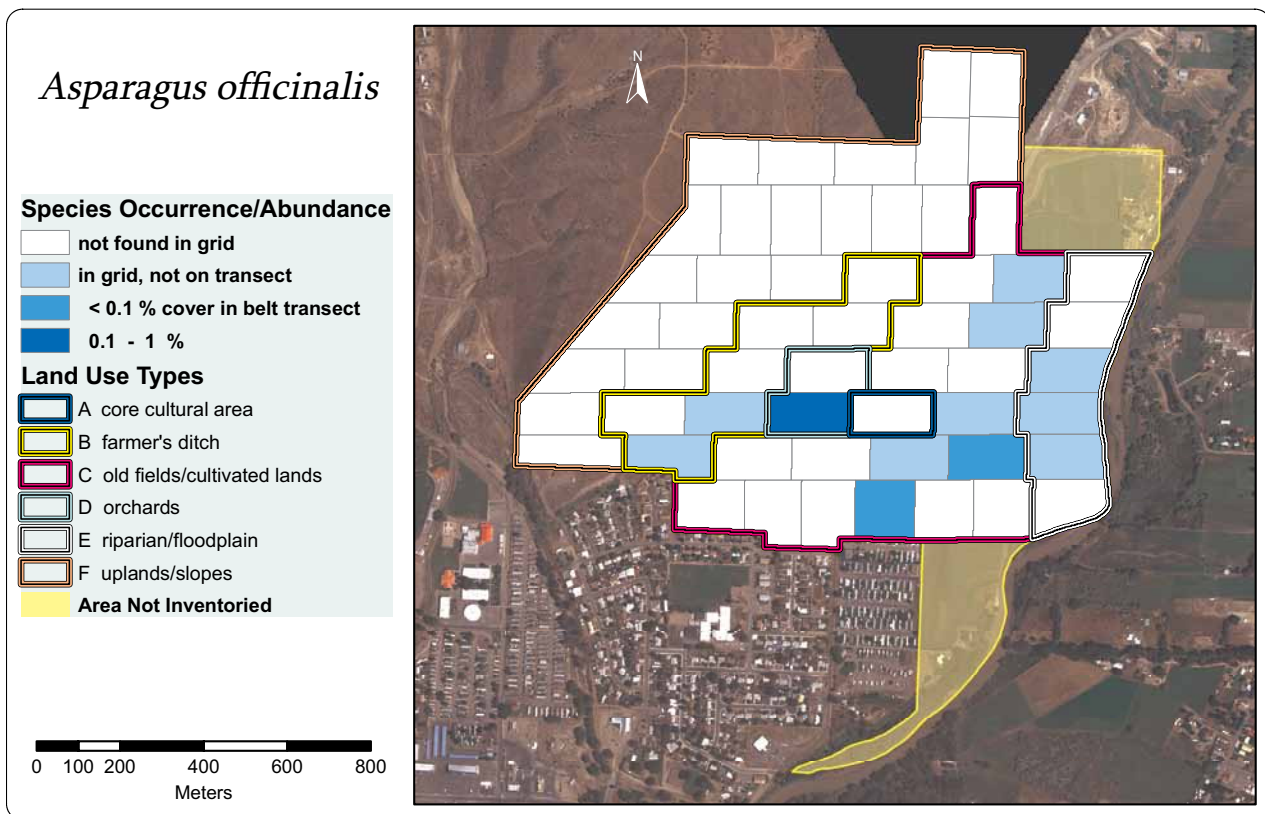 Asparagus officinalis
Species Occurrence/Abundance
not found in grid
in grid, not on transect
< 0.1 % cover in belt transect
0.1 - 1 %
Land Use Types
A core cultural area
B farmer's ditch
C old fields/cultivated lands
D orchards
E riparian/floodplain
F uplands/slopes
Area Not Inventoried
0 100 200 400 600 800
Meters
N